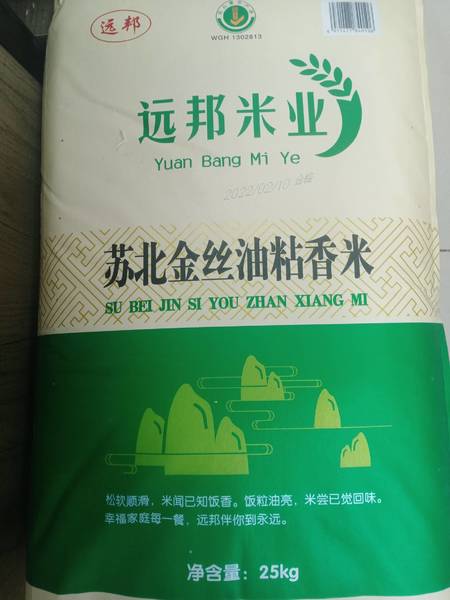 远邦
WGH 1302813
远邦米业
Yuan Bang Mi Ye
2022/02/10 合格
苏北金丝油粘香米
SU BEI JIN SI YOU ZHAN XIANG MI
松软顺滑，米闻已知饭香。饭粒油亮，米尝已觉回味。
幸福家庭每一餐，远邦伴你到永远。
净含量：25kg